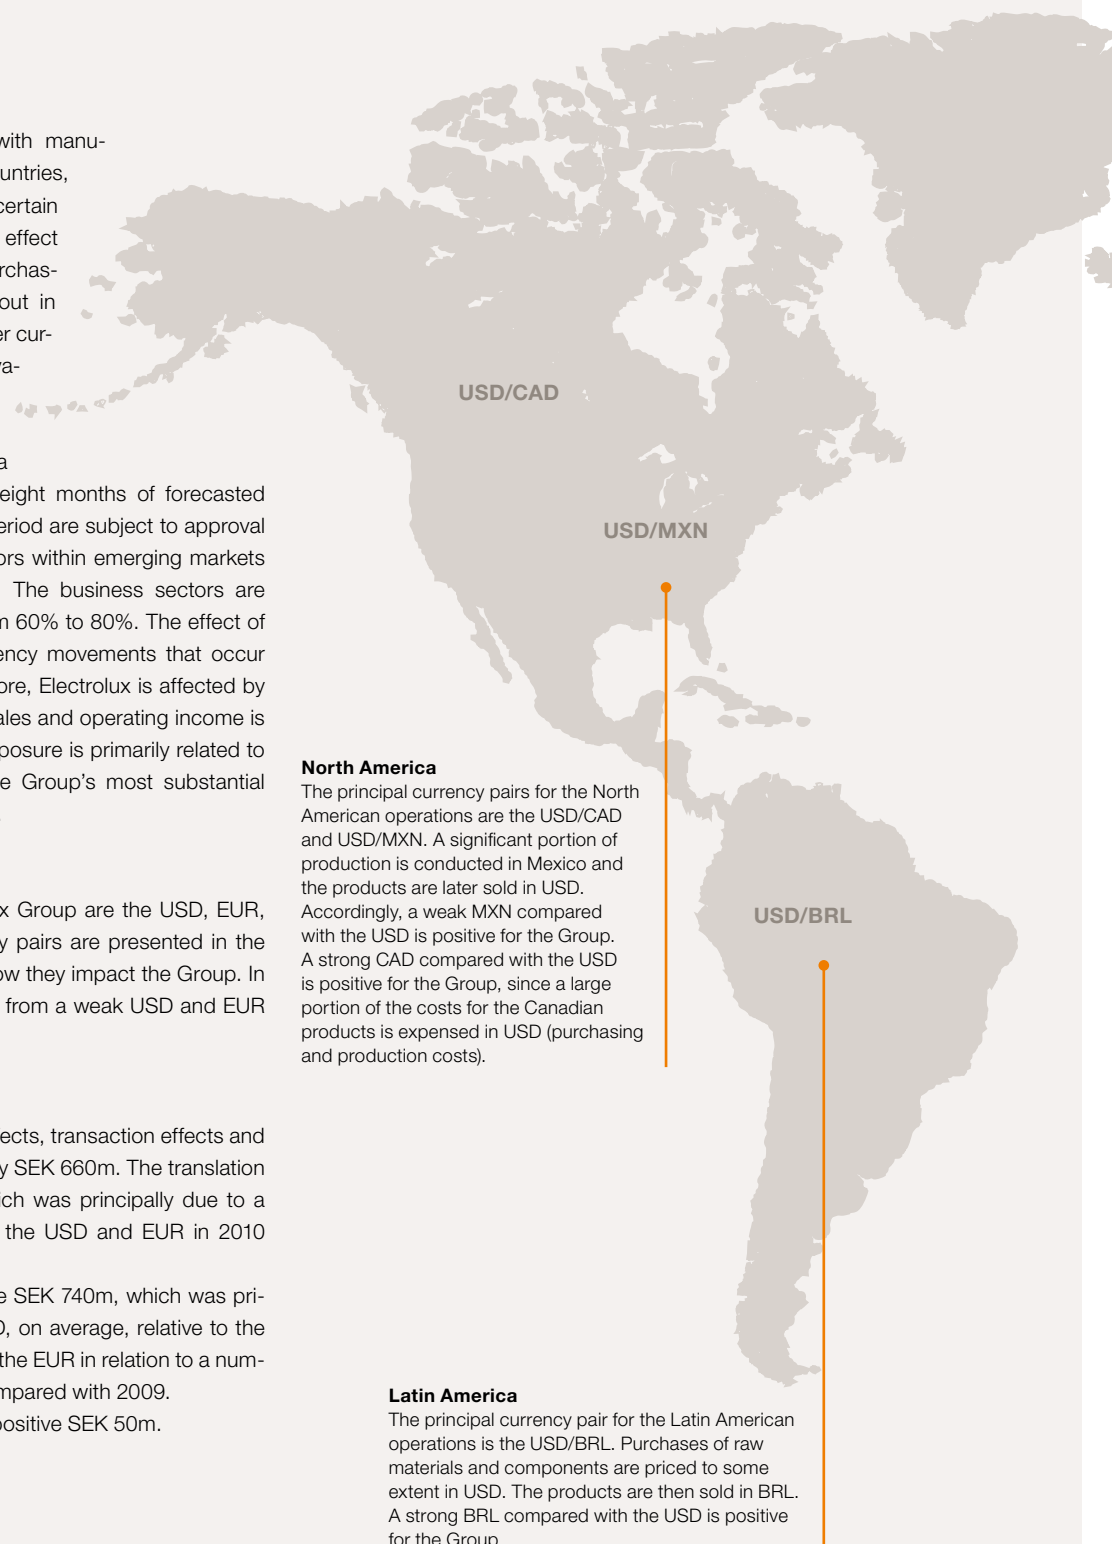 with manu-
untries,
certain
effect
rchas-
out in
er cur-
va-
a
eight months of forecasted
eriod are subject to approval
ors within emerging markets
The business sectors are
m 60% to 80%. The effect of
ency movements that occur
ore, Electrolux is affected by
ales and operating income is
posure is primarily related to
e Group's most substantial
x Group are the USD, EUR,
y pairs are presented in the
ow they impact the Group. In
from a weak USD and EUR
fects, transaction effects and
y SEK 660m. The translation
ich was principally due to a
the USD and EUR in 2010
e SEK 740m, which was pri-
D, on average, relative to the
the EUR in relation to a num-
mpared with 2009.
positive SEK 50m.
USD/CAD
USD/MXN
North America
The principal currency pairs for the North
American operations are the USD/CAD
and USD/MXN. A significant portion of
production is conducted in Mexico and
the products are later sold in USD.
Accordingly, a weak MXN compared
with the USD is positive for the Group.
A strong CAD compared with the USD
is positive for the Group, since a large
portion of the costs for the Canadian
products is expensed in USD (purchasing
and production costs).
USD/BRL
Latin America
The principal currency pair for the Latin American
operations is the USD/BRL. Purchases of raw
materials and components are priced to some
extent in USD. The products are then sold in BRL.
A strong BRL compared with the USD is positive
for the Group